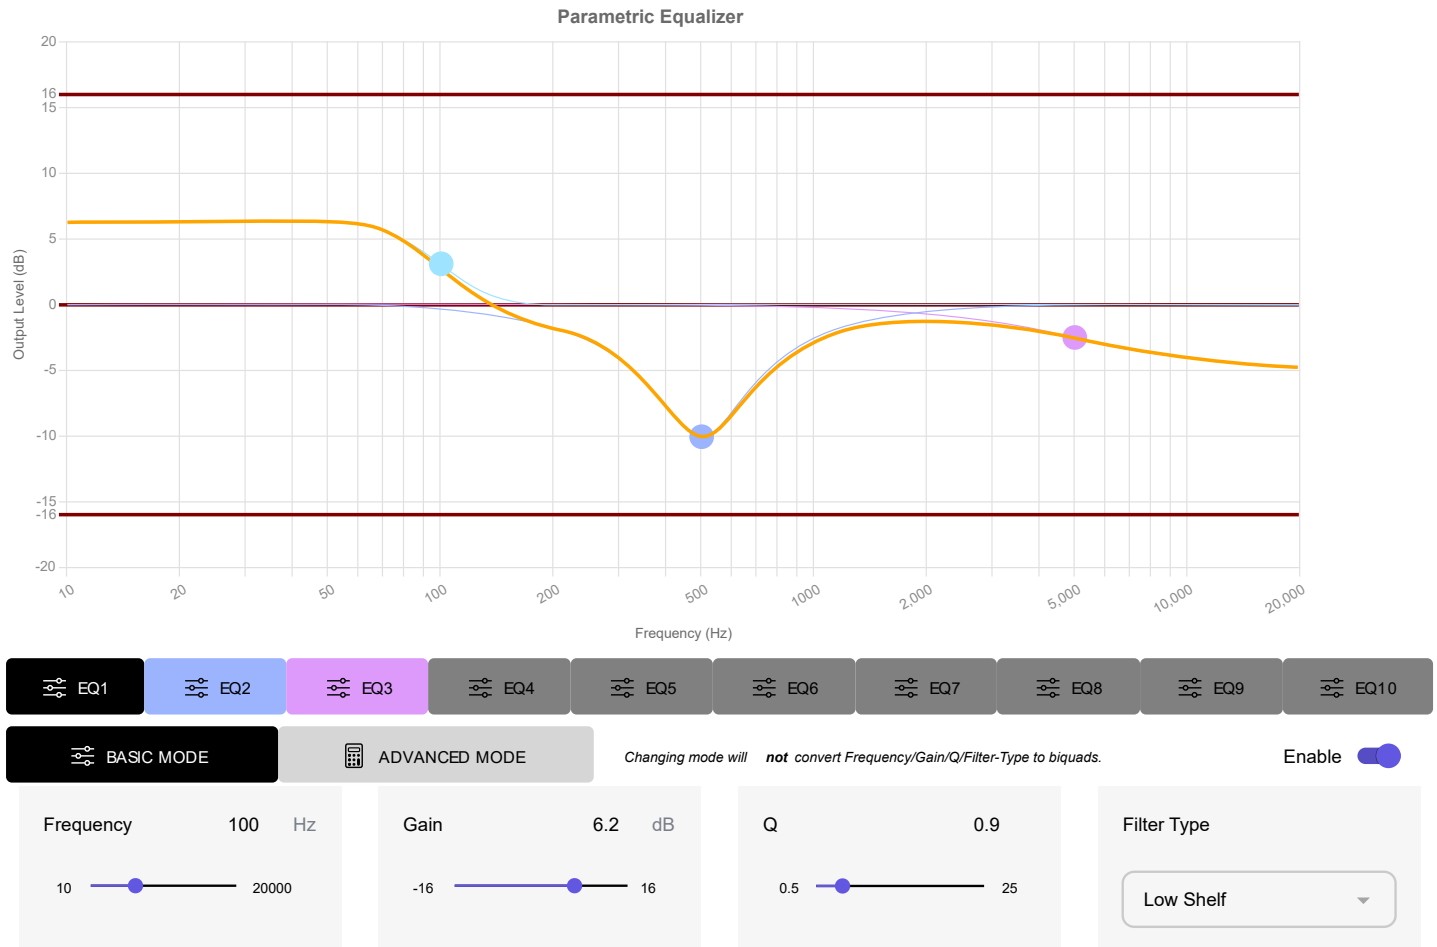 Parametric Equalizer
20
16
15
10
5
0
-5
-10
-15
-16
-20
Output Level (dB)
10 20 50 100 200 500 1000 2,000 5,000 10,000 20,000
Frequency (Hz)
EQ1 EQ2 EQ3 EQ4 EQ5 EQ6 EQ7 EQ8 EQ9 EQ10
BASIC MODE ADVANCED MODE Changing mode will not convert Frequency/Gain/Q/Filter-Type to biquads. Enable
Frequency 100 Hz Gain 6.2 dB Q 0.9 Filter Type
10 20000 -16 16 0.5 25
Low Shelf